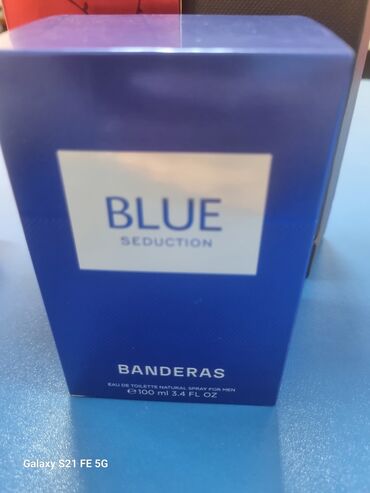 BLUE
SEDUCTION
BANDERAS
EAU DE TOILETTE NATURAL SPRAY FOR MEN
℮100 ml 3.4 FL OZ
Galaxy S21 FE 5G